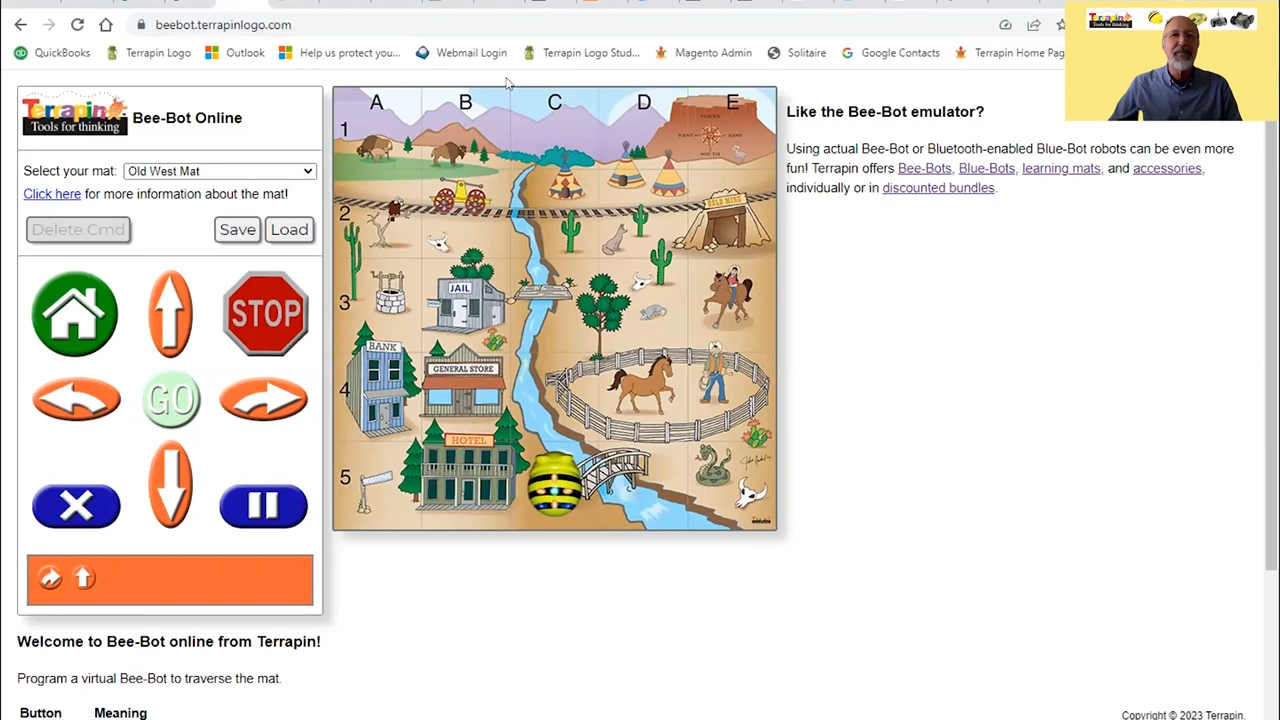 beebot.terrapinlogo.com
QuickBooks
Terrapin Logo
Outlook
Help us protect you...
Webmail Login
Terrapin Logo Stud...
Magento Admin
Solitaire
Google Contacts
Terrapin Home Pag
Terrapin
Tools for thinking
Bee-Bot Online
Select your mat: Old West Mat
Click here for more information about the mat!
Delete Cmd
Save
Load
STOP
GO
Welcome to Bee-Bot online from Terrapin!
Program a virtual Bee-Bot to traverse the mat.
Button Meaning
A B C D E
1
2
3
4
5
NORTH
WEST
EAST
SOUTH
GOLD MINE
JAIL
BANK
GENERAL STORE
HOTEL
Like the Bee-Bot emulator?
Using actual Bee-Bot or Bluetooth-enabled Blue-Bot robots can be even more
fun! Terrapin offers Bee-Bots, Blue-Bots, learning mats, and accessories,
individually or in discounted bundles.
Copyright © 2023 Terrapin.